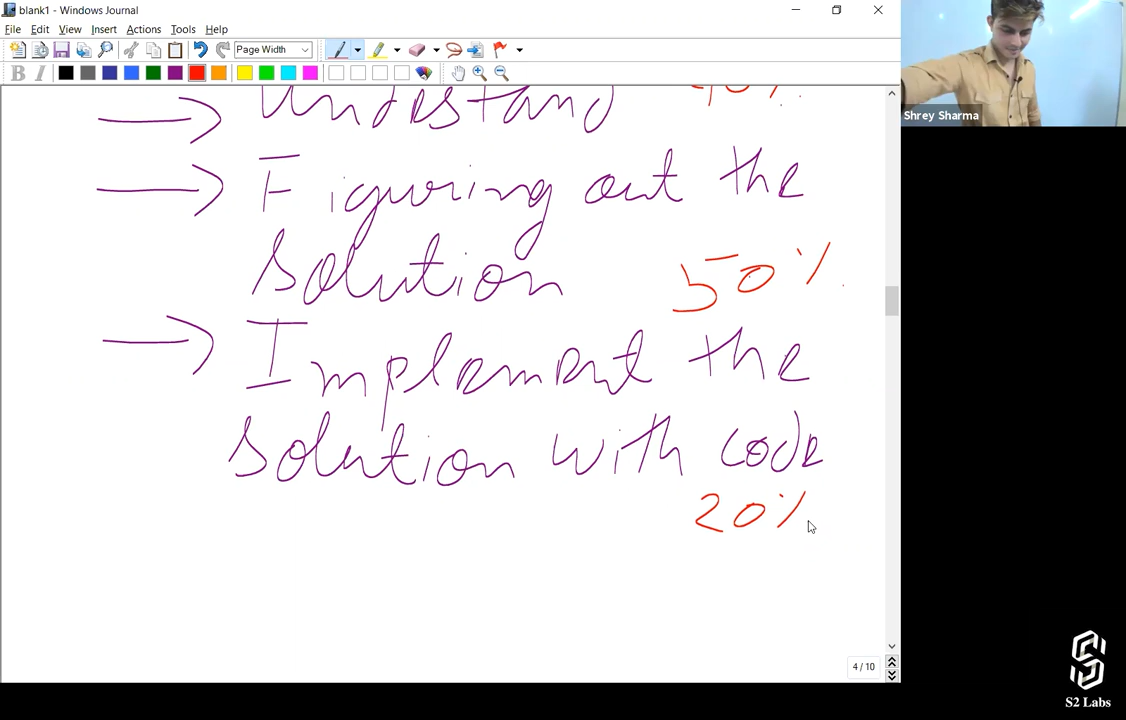 blank1 - Windows Journal
File Edit View Insert Actions Tools Help
Page Width
B I
Shrey Sharma
→ Understand
→ Figuring out the
solution 50%
→ Implement the
solution with code
20%
4 / 10
S2 Labs